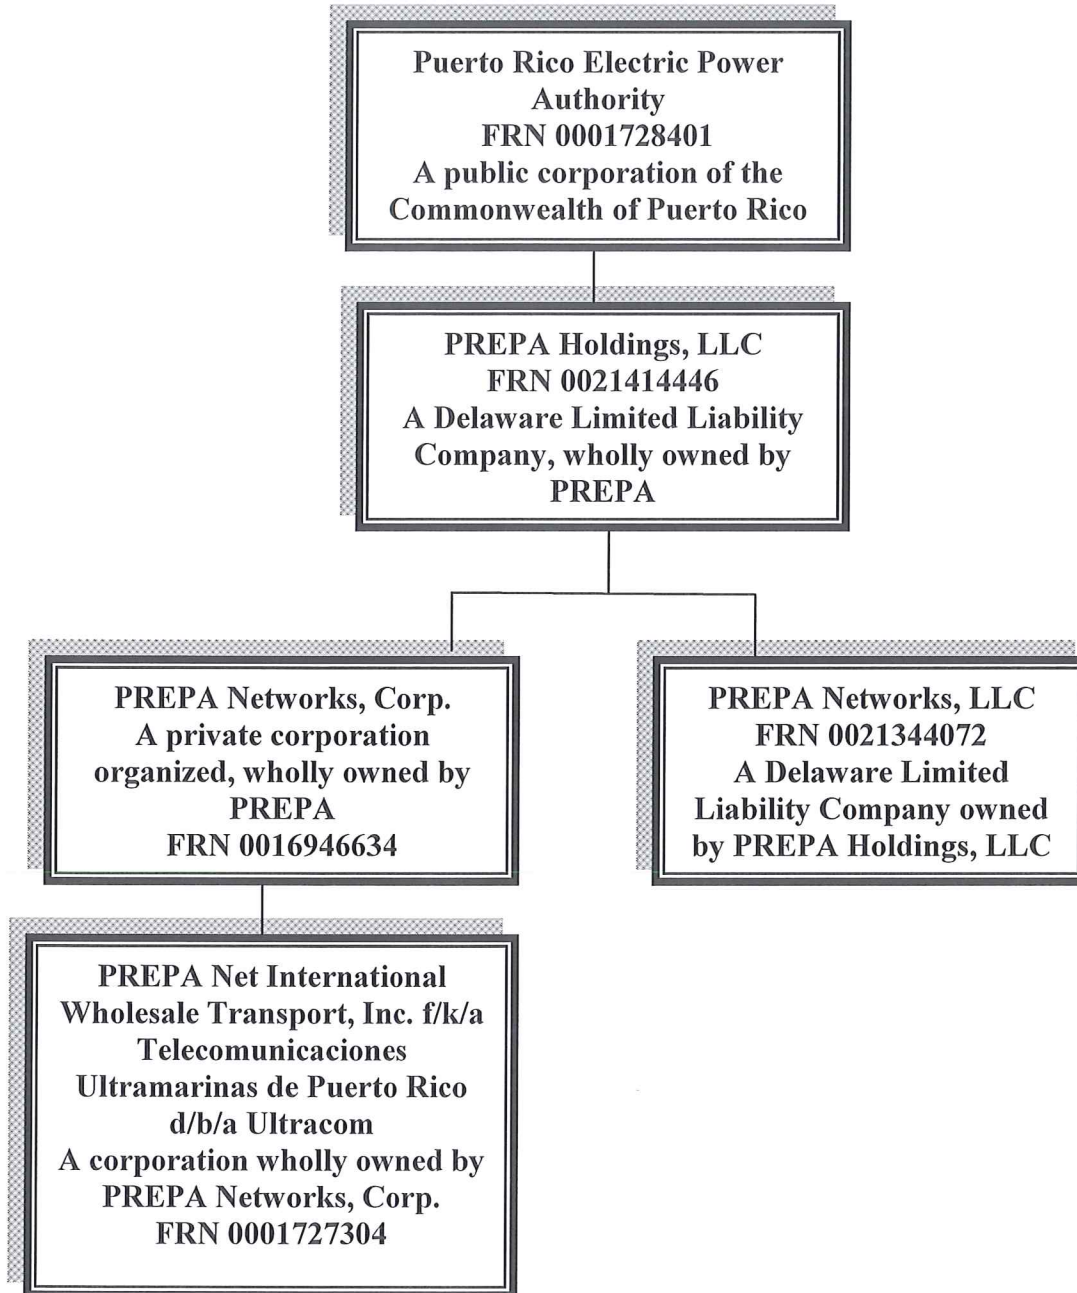 Puerto Rico Electric Power
Authority
FRN 0001728401
A public corporation of the
Commonwealth of Puerto Rico
PREPA Holdings, LLC
FRN 0021414446
A Delaware Limited Liability
Company, wholly owned by
PREPA
PREPA Networks, Corp.
A private corporation
organized, wholly owned by
PREPA
FRN 0016946634
PREPA Networks, LLC
FRN 0021344072
A Delaware Limited
Liability Company owned
by PREPA Holdings, LLC
PREPA Net International
Wholesale Transport, Inc. f/k/a
Telecomunicaciones
Ultramarinas de Puerto Rico
d/b/a Ultracom
A corporation wholly owned by
PREPA Networks, Corp.
FRN 0001727304